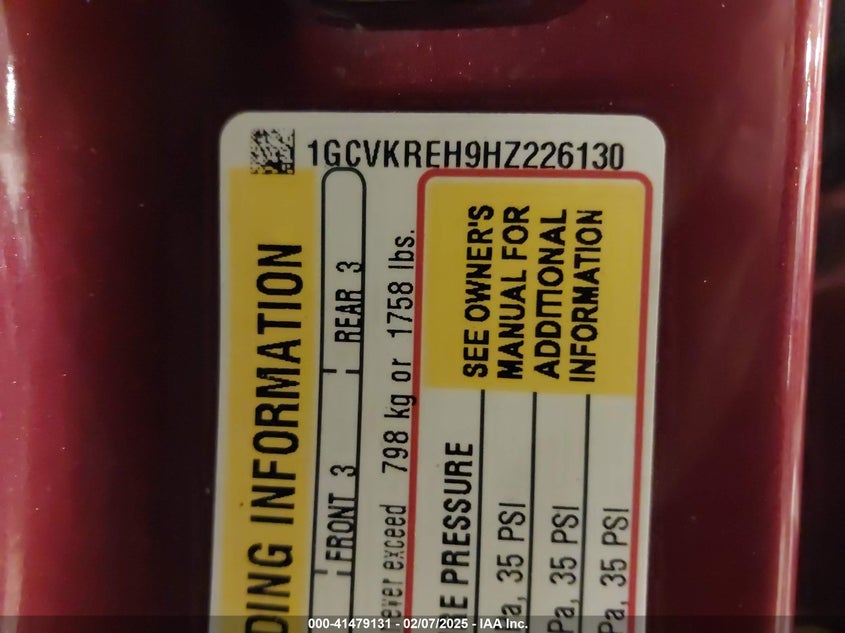 1GCVKREH9HZ226130
DING INFORMATION
FRONT 3 REAR 3
ever exceed 798 kg or 1758 lbs.
RE PRESSURE
SEE OWNER'S
MANUAL FOR
ADDITIONAL
INFORMATION
Pa, 35 PSI
Pa, 35 PSI
Pa, 35 PSI
000-41479131 - 02/07/2025 - IAA Inc.